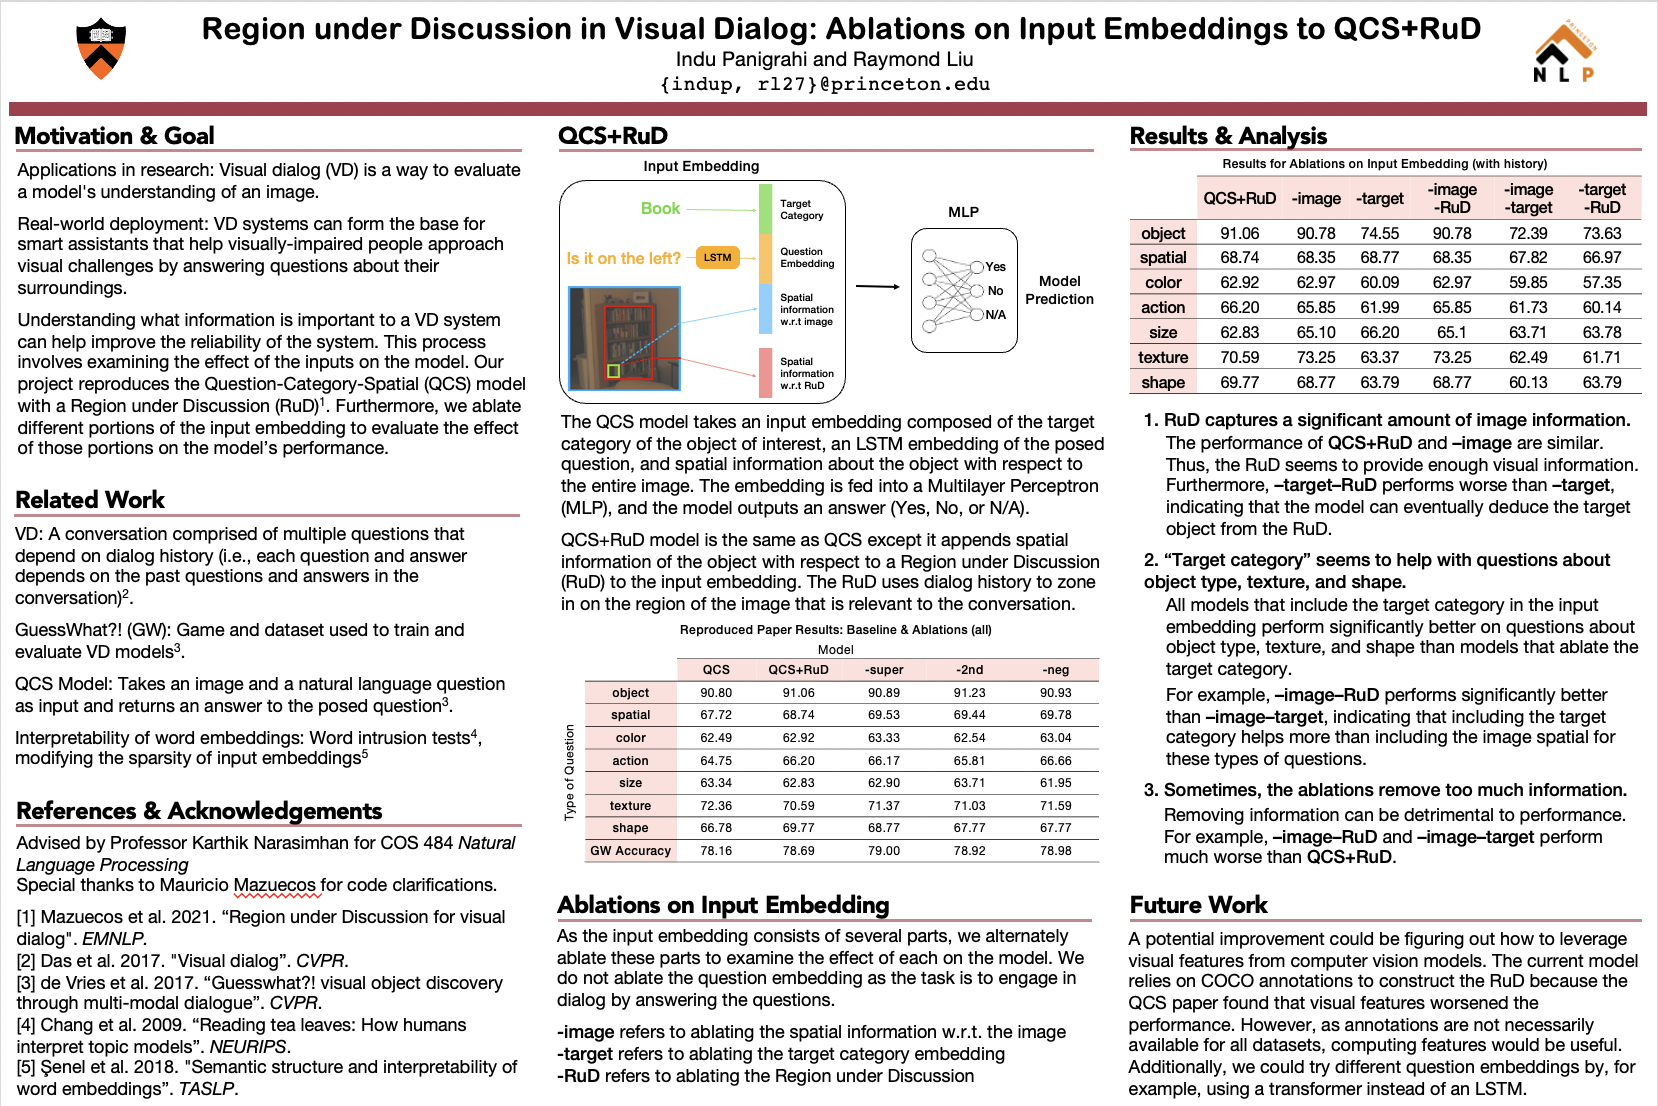 Region under Discussion in Visual Dialog: Ablations on Input Embeddings to QCS+RuD
Indu Panigrahi and Raymond Liu
{indup, rl27}@princeton.edu
PRINCETON
N L P
Motivation & Goal
Applications in research: Visual dialog (VD) is a way to evaluate
a model's understanding of an image.
Real-world deployment: VD systems can form the base for
smart assistants that help visually-impaired people approach
visual challenges by answering questions about their
surroundings.
Understanding what information is important to a VD system
can help improve the reliability of the system. This process
involves examining the effect of the inputs on the model. Our
project reproduces the Question-Category-Spatial (QCS) model
with a Region under Discussion (RuD)1. Furthermore, we ablate
different portions of the input embedding to evaluate the effect
of those portions on the model's performance.
Related Work
VD: A conversation comprised of multiple questions that
depend on dialog history (i.e., each question and answer
depends on the past questions and answers in the
conversation)2.
GuessWhat?! (GW): Game and dataset used to train and
evaluate VD models3.
QCS Model: Takes an image and a natural language question
as input and returns an answer to the posed question3.
Interpretability of word embeddings: Word intrusion tests4,
modifying the sparsity of input embeddings5
References & Acknowledgements
Advised by Professor Karthik Narasimhan for COS 484 Natural
Language Processing
Special thanks to Mauricio Mazuecos for code clarifications.
[1] Mazuecos et al. 2021. “Region under Discussion for visual
dialog". EMNLP.
[2] Das et al. 2017. "Visual dialog”. CVPR.
[3] de Vries et al. 2017. “Guesswhat?! visual object discovery
through multi-modal dialogue”. CVPR.
[4] Chang et al. 2009. “Reading tea leaves: How humans
interpret topic models”. NEURIPS.
[5] Şenel et al. 2018. "Semantic structure and interpretability of
word embeddings”. TASLP.
QCS+RuD
Input Embedding
Book
Target
Category
Is it on the left?
LSTM
Question
Embedding
Spatial
information
w.r.t image
Spatial
information
w.r.t RuD
MLP
Yes
No
N/A
Model
Prediction
The QCS model takes an input embedding composed of the target
category of the object of interest, an LSTM embedding of the posed
question, and spatial information about the object with respect to
the entire image. The embedding is fed into a Multilayer Perceptron
(MLP), and the model outputs an answer (Yes, No, or N/A).
QCS+RuD model is the same as QCS except it appends spatial
information of the object with respect to a Region under Discussion
(RuD) to the input embedding. The RuD uses dialog history to zone
in on the region of the image that is relevant to the conversation.
Reproduced Paper Results: Baseline & Ablations (all)
Model
QCS QCS+RuD -super -2nd -neg
Type of Question
object 90.80 91.06 90.89 91.23 90.93
spatial 67.72 68.74 69.53 69.44 69.78
color 62.49 62.92 63.33 62.54 63.04
action 64.75 66.20 66.17 65.81 66.66
size 63.34 62.83 62.90 63.71 61.95
texture 72.36 70.59 71.37 71.03 71.59
shape 66.78 69.77 68.77 67.77 67.77
GW Accuracy 78.16 78.69 79.00 78.92 78.98
Ablations on Input Embedding
As the input embedding consists of several parts, we alternately
ablate these parts to examine the effect of each on the model. We
do not ablate the question embedding as the task is to engage in
dialog by answering the questions.
-image refers to ablating the spatial information w.r.t. the image
-target refers to ablating the target category embedding
-RuD refers to ablating the Region under Discussion
Results & Analysis
Results for Ablations on Input Embedding (with history)
QCS+RuD -image -target -image -RuD -image -target -target -RuD
object 91.06 90.78 74.55 90.78 72.39 73.63
spatial 68.74 68.35 68.77 68.35 67.82 66.97
color 62.92 62.97 60.09 62.97 59.85 57.35
action 66.20 65.85 61.99 65.85 61.73 60.14
size 62.83 65.10 66.20 65.1 63.71 63.78
texture 70.59 73.25 63.37 73.25 62.49 61.71
shape 69.77 68.77 63.79 68.77 60.13 63.79
1. RuD captures a significant amount of image information.
The performance of QCS+RuD and –image are similar.
Thus, the RuD seems to provide enough visual information.
Furthermore, –target–RuD performs worse than –target,
indicating that the model can eventually deduce the target
object from the RuD.
2. “Target category” seems to help with questions about
object type, texture, and shape.
All models that include the target category in the input
embedding perform significantly better on questions about
object type, texture, and shape than models that ablate the
target category.
For example, –image–RuD performs significantly better
than –image–target, indicating that including the target
category helps more than including the image spatial for
these types of questions.
3. Sometimes, the ablations remove too much information.
Removing information can be detrimental to performance.
For example, –image–RuD and –image–target perform
much worse than QCS+RuD.
Future Work
A potential improvement could be figuring out how to leverage
visual features from computer vision models. The current model
relies on COCO annotations to construct the RuD because the
QCS paper found that visual features worsened the
performance. However, as annotations are not necessarily
available for all datasets, computing features would be useful.
Additionally, we could try different question embeddings by, for
example, using a transformer instead of an LSTM.